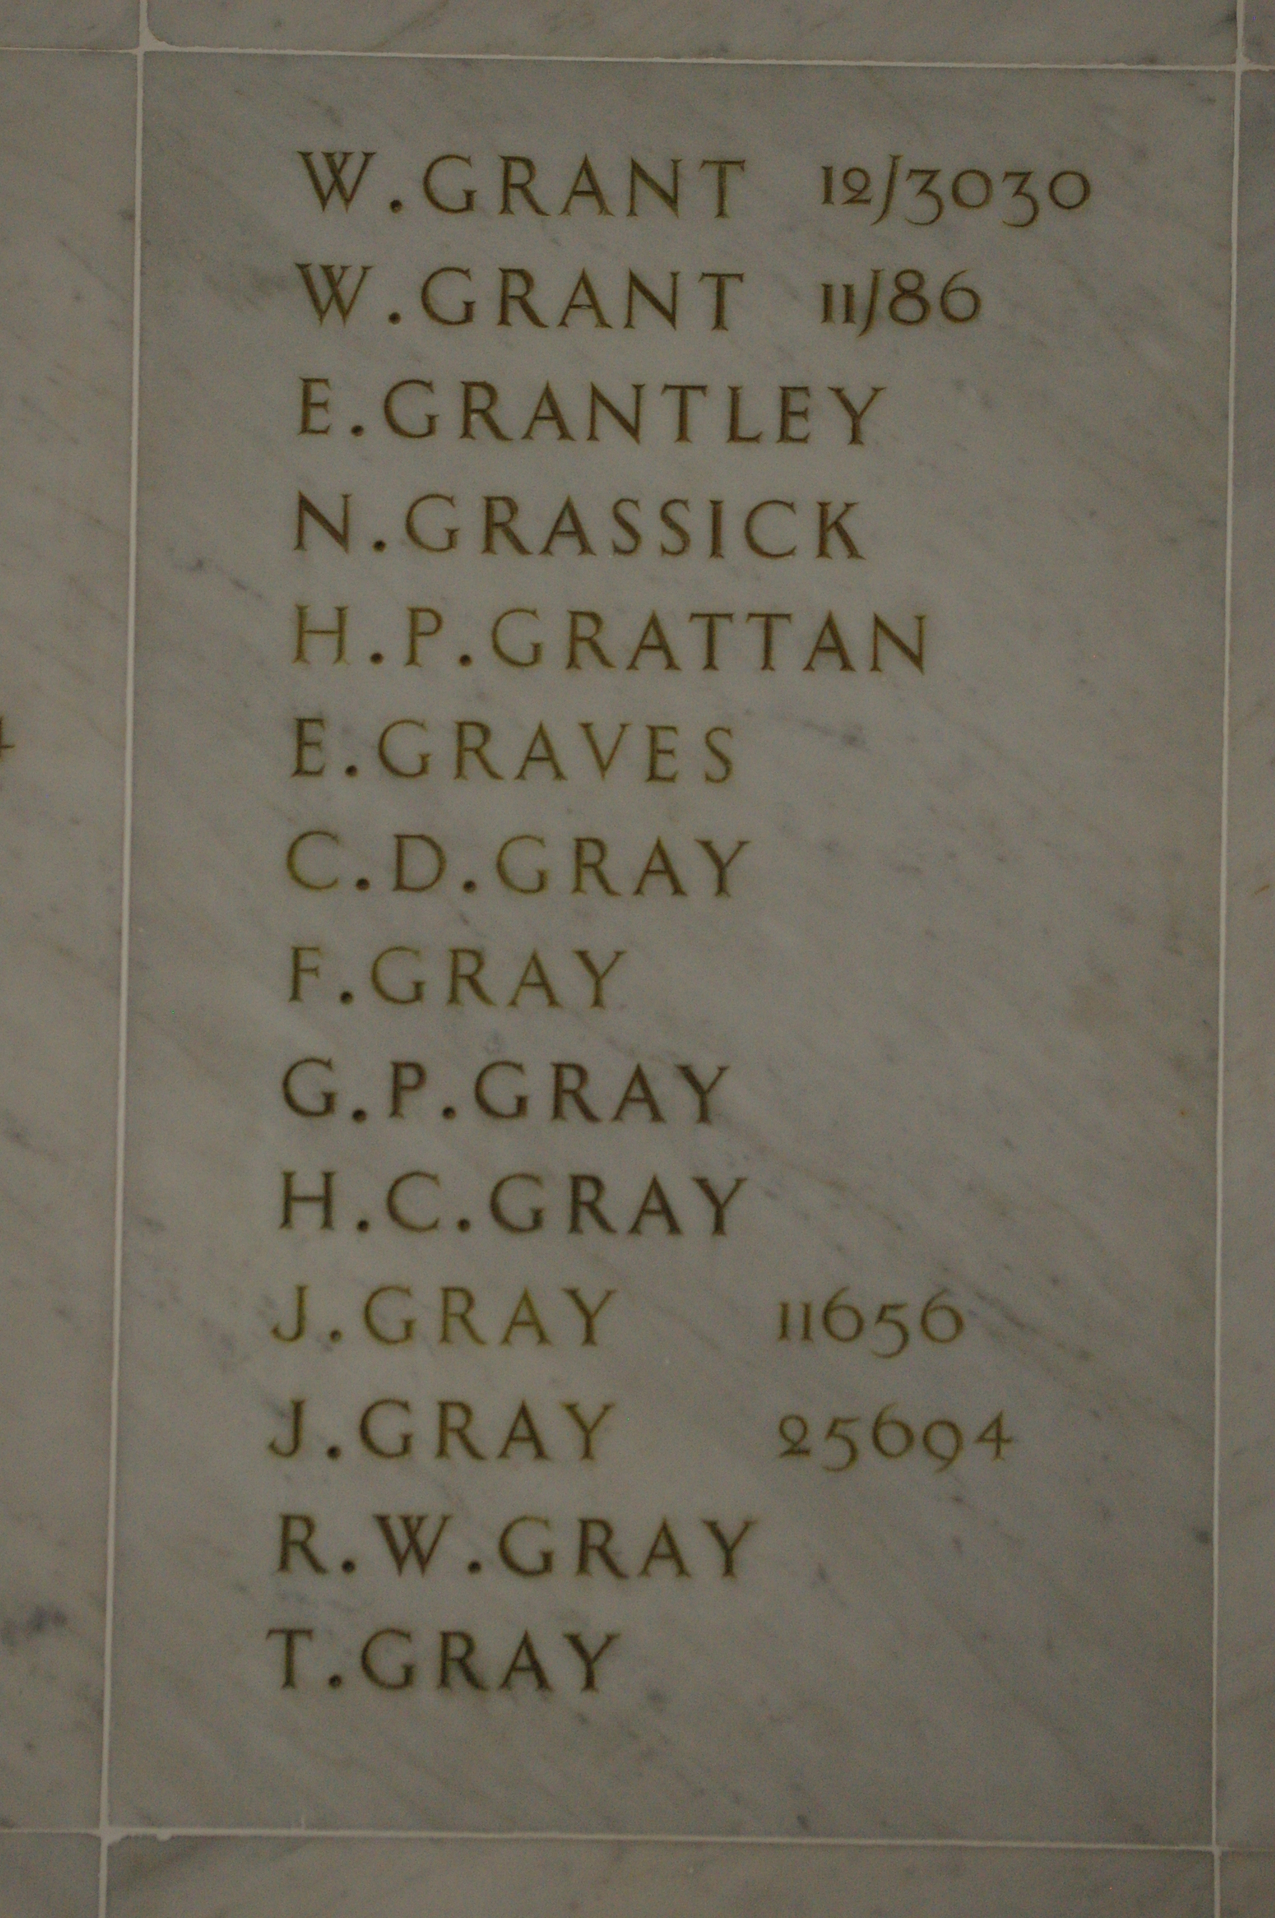 W. GRANT 12/3030
W. GRANT 11/86
E. GRANTLEY
N. GRASSICK
H. P. GRATTAN
E. GRAVES
C. D. GRAY
F. GRAY
G. P. GRAY
H. C. GRAY
J. GRAY 11656
J. GRAY 25694
R. W. GRAY
T. GRAY